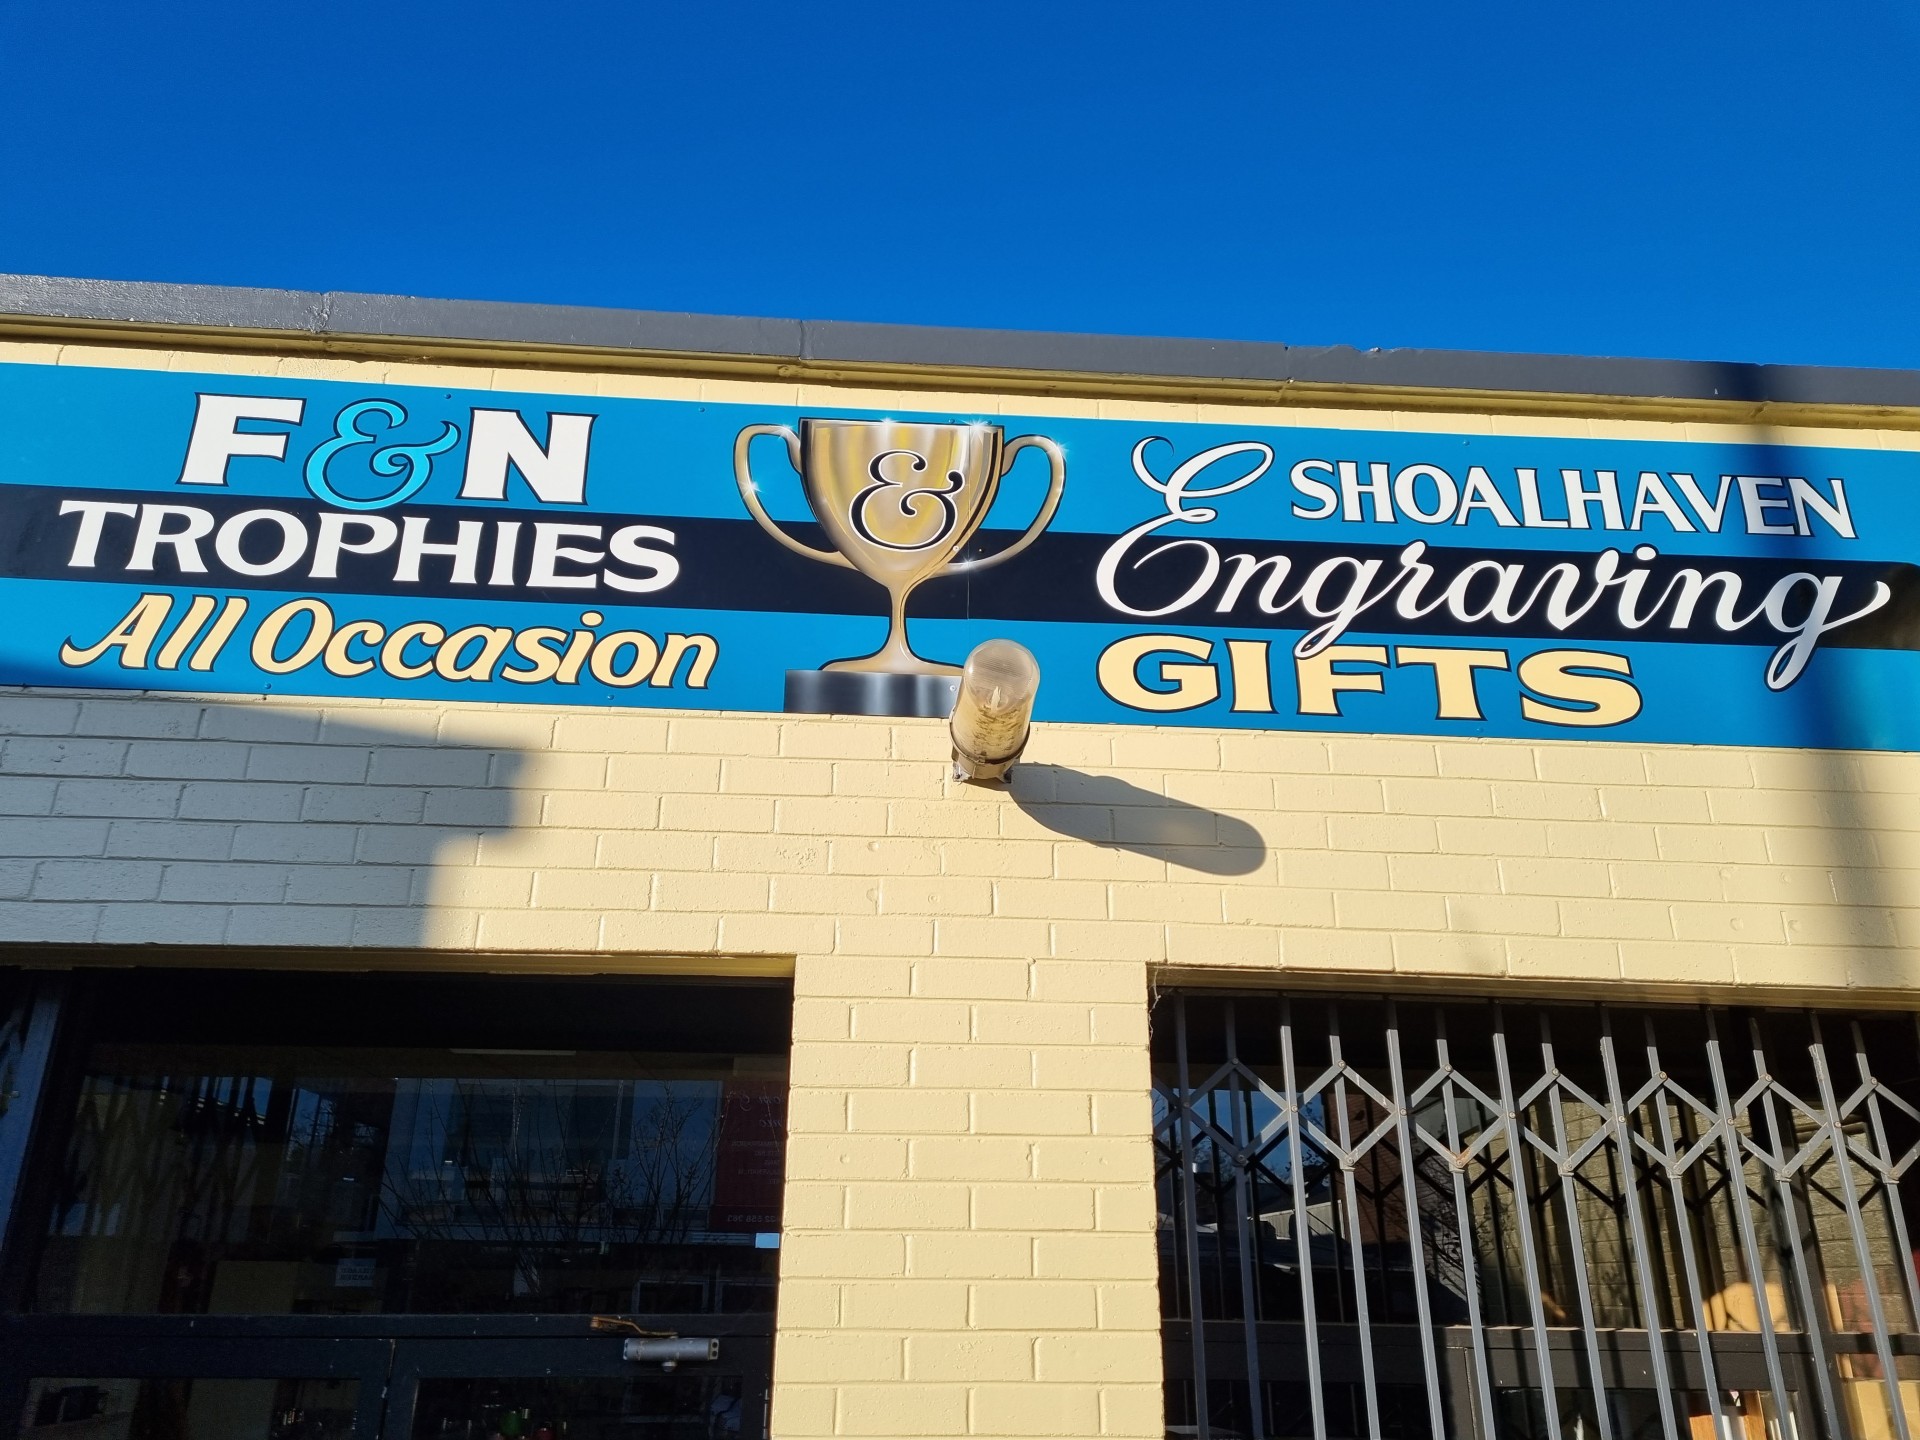 F&N
TROPHIES
All Occasion
&
SHOALHAVEN
Engraving
GIFTS